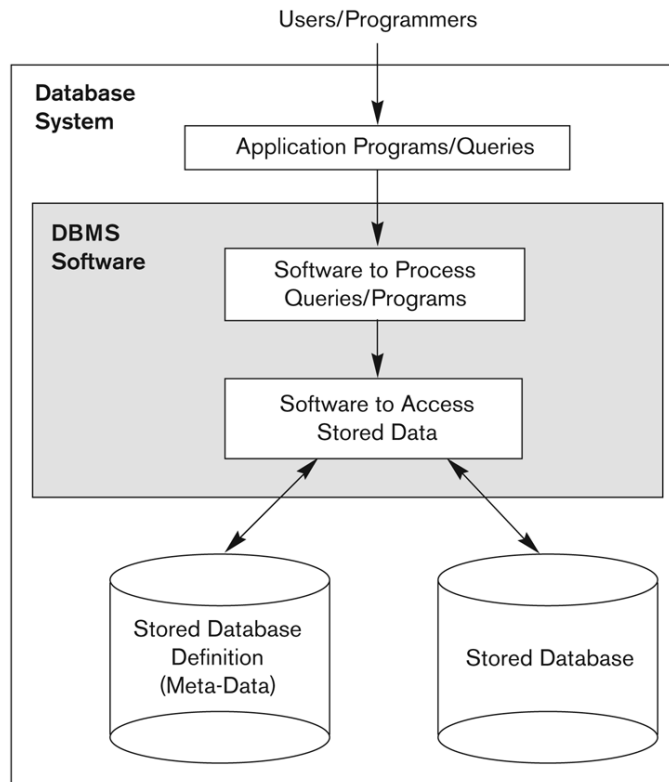 Users/Programmers
Database
System
Application Programs/Queries
DBMS
Software
Software to Process
Queries/Programs
Software to Access
Stored Data
Stored Database
Definition
(Meta-Data)
Stored Database